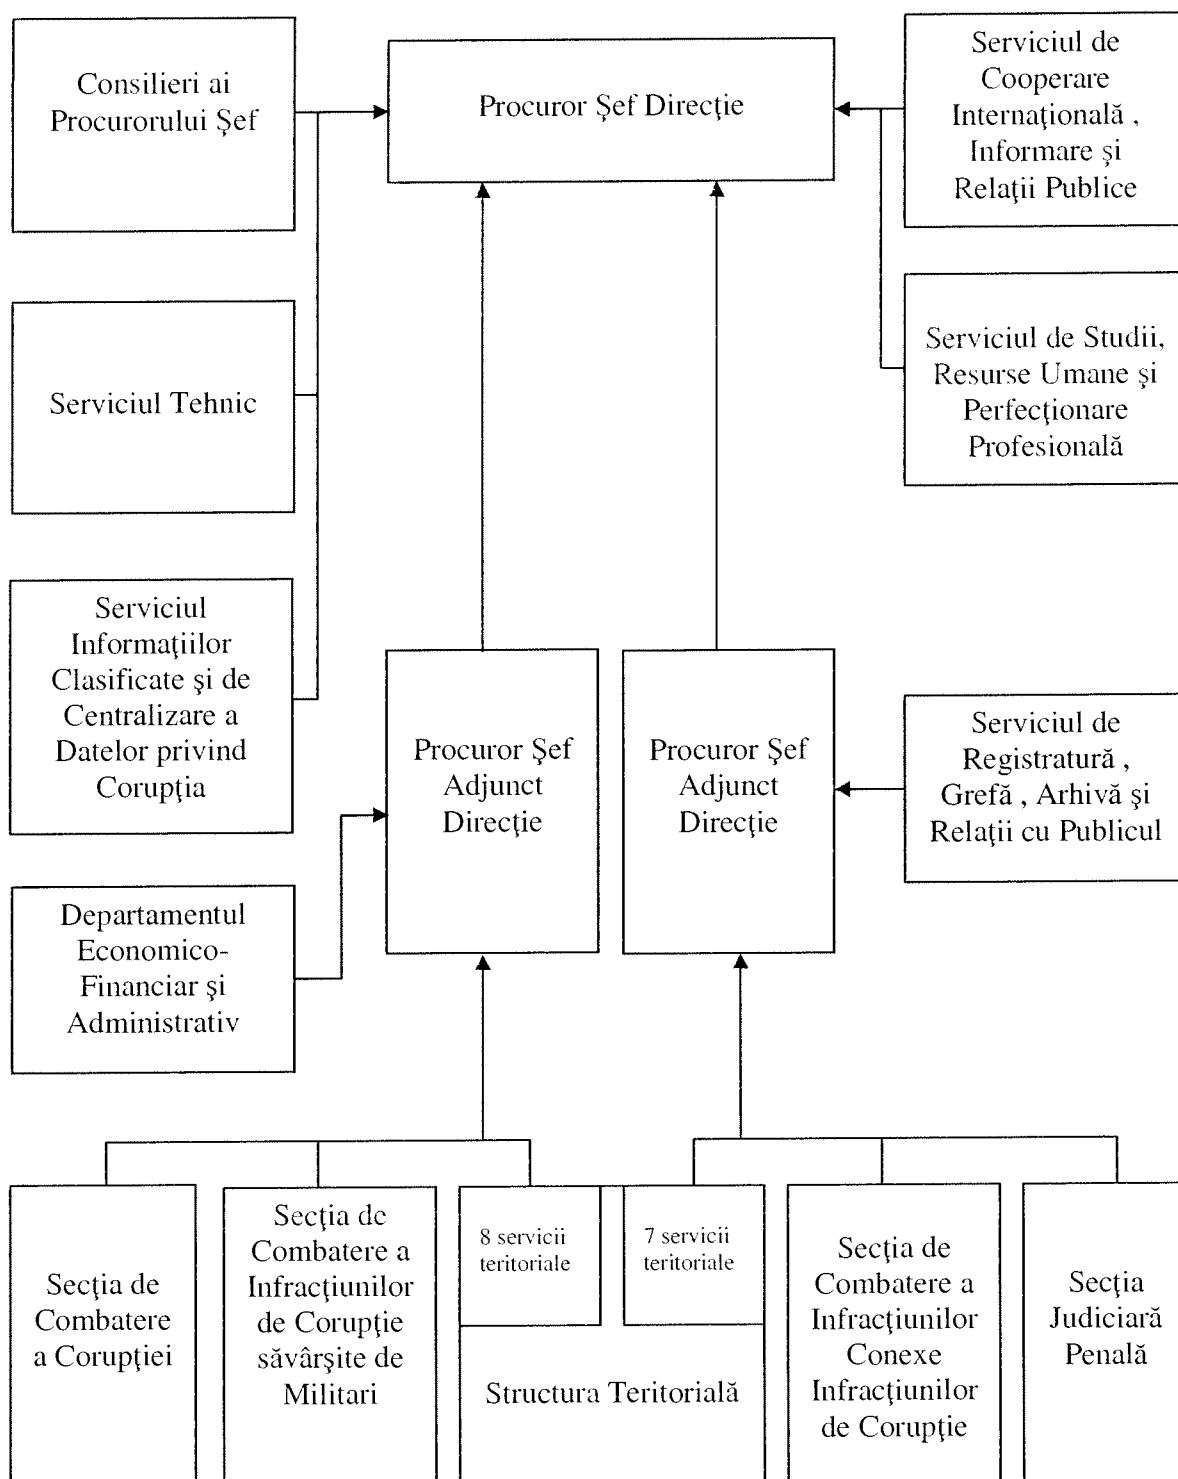 Consilieri ai
Procurorului Şef
Procuror Şef Direcţie
Serviciul de
Cooperare
Internaţională ,
Informare şi
Relaţii Publice
Serviciul Tehnic
Serviciul de Studii,
Resurse Umane şi
Perfecţionare
Profesională
Serviciul
Informaţiilor
Clasificate şi de
Centralizare a
Datelor privind
Corupţia
Procuror Şef
Adjunct
Direcţie
Procuror Şef
Adjunct
Direcţie
Serviciul de
Registratură ,
Grefă , Arhivă şi
Relaţii cu Publicul
Departamentul
Economico-
Financiar şi
Administrativ
Secţia de
Combatere
a Corupţiei
Secţia de
Combatere a
Infracţiunilor
de Corupţie
săvârşite de
Militari
8 servicii
teritoriale
7 servicii
teritoriale
Structura Teritorială
Secţia de
Combatere a
Infracţiunilor
Conexe
Infracţiunilor
de Corupţie
Secţia
Judiciară
Penală